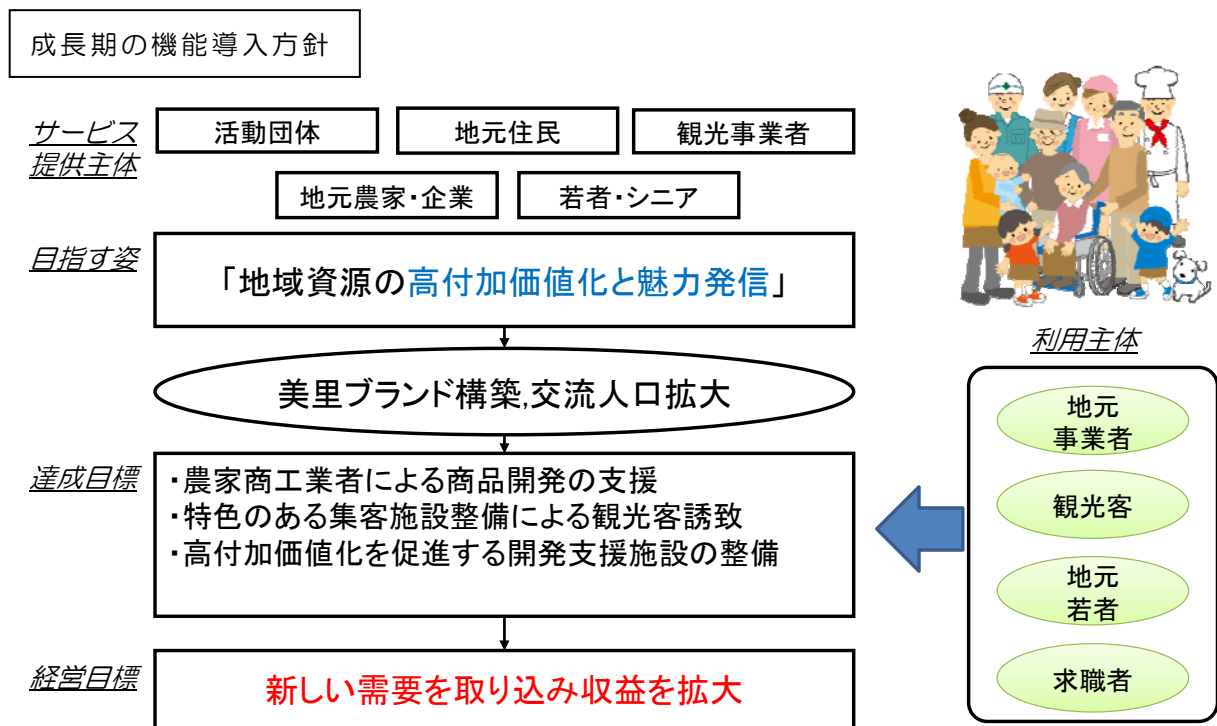 成長期の機能導入方針
サービス
提供主体
活動団体
地元住民
観光事業者
地元農家・企業
若者・シニア
目指す姿
「地域資源の高付加価値化と魅力発信」
美里ブランド構築,交流人口拡大
達成目標
・農家商工業者による商品開発の支援
・特色のある集客施設整備による観光客誘致
・高付加価値化を促進する開発支援施設の整備
経営目標
新しい需要を取り込み収益を拡大
利用主体
地元
事業者
観光客
地元
若者
求職者